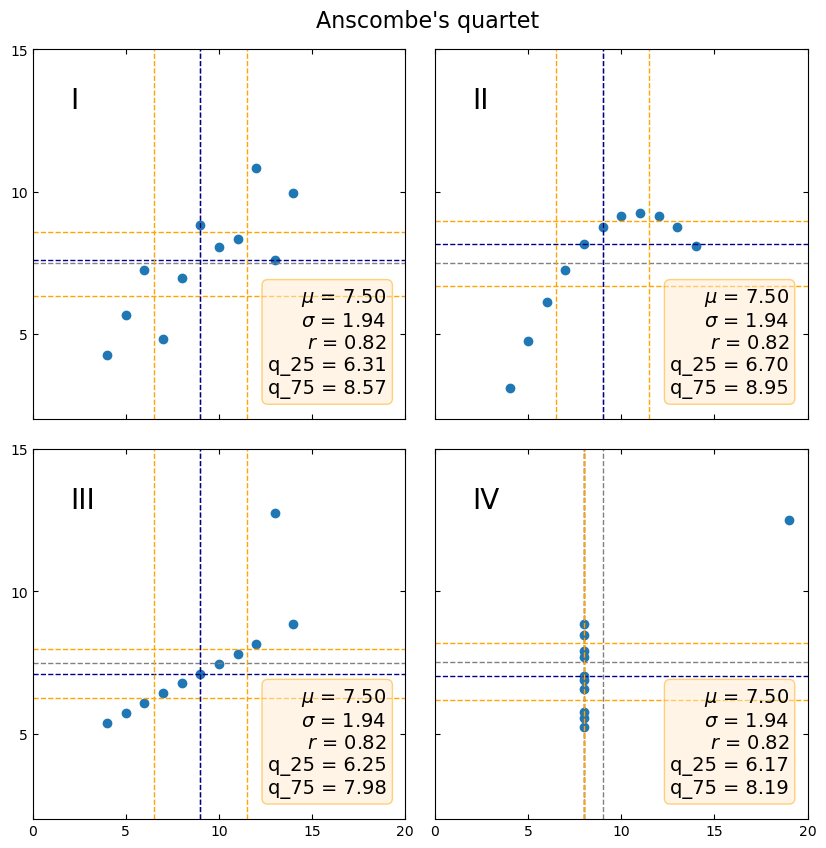 Anscombe's quartet
15
I
II
10
5
μ = 7.50
σ = 1.94
r = 0.82
q_25 = 6.31
q_75 = 8.57
μ = 7.50
σ = 1.94
r = 0.82
q_25 = 6.70
q_75 = 8.95
15
III
IV
10
5
μ = 7.50
σ = 1.94
r = 0.82
q_25 = 6.25
q_75 = 7.98
μ = 7.50
σ = 1.94
r = 0.82
q_25 = 6.17
q_75 = 8.19
0 5 10 15 20
0 5 10 15 20